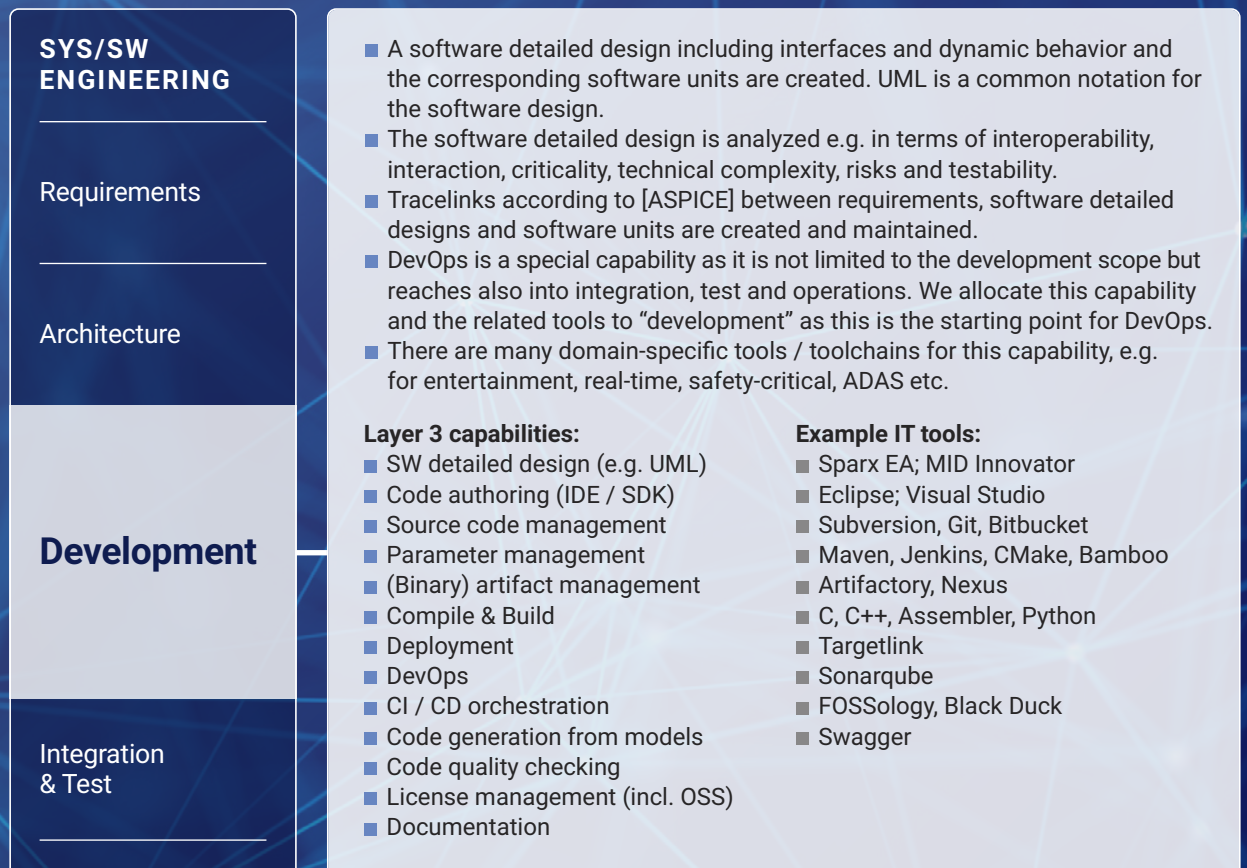 SYS/SW
ENGINEERING
Requirements
Architecture
Development
Integration
& Test
A software detailed design including interfaces and dynamic behavior and
the corresponding software units are created. UML is a common notation for
the software design.
The software detailed design is analyzed e.g. in terms of interoperability,
interaction, criticality, technical complexity, risks and testability.
Tracelinks according to [ASPICE] between requirements, software detailed
designs and software units are created and maintained.
DevOps is a special capability as it is not limited to the development scope but
reaches also into integration, test and operations. We allocate this capability
and the related tools to “development” as this is the starting point for DevOps.
There are many domain-specific tools / toolchains for this capability, e.g.
for entertainment, real-time, safety-critical, ADAS etc.
Layer 3 capabilities:
SW detailed design (e.g. UML)
Code authoring (IDE / SDK)
Source code management
Parameter management
(Binary) artifact management
Compile & Build
Deployment
DevOps
CI / CD orchestration
Code generation from models
Code quality checking
License management (incl. OSS)
Documentation
Example IT tools:
Sparx EA; MID Innovator
Eclipse; Visual Studio
Subversion, Git, Bitbucket
Maven, Jenkins, CMake, Bamboo
Artifactory, Nexus
C, C++, Assembler, Python
Targetlink
Sonarqube
FOSSology, Black Duck
Swagger